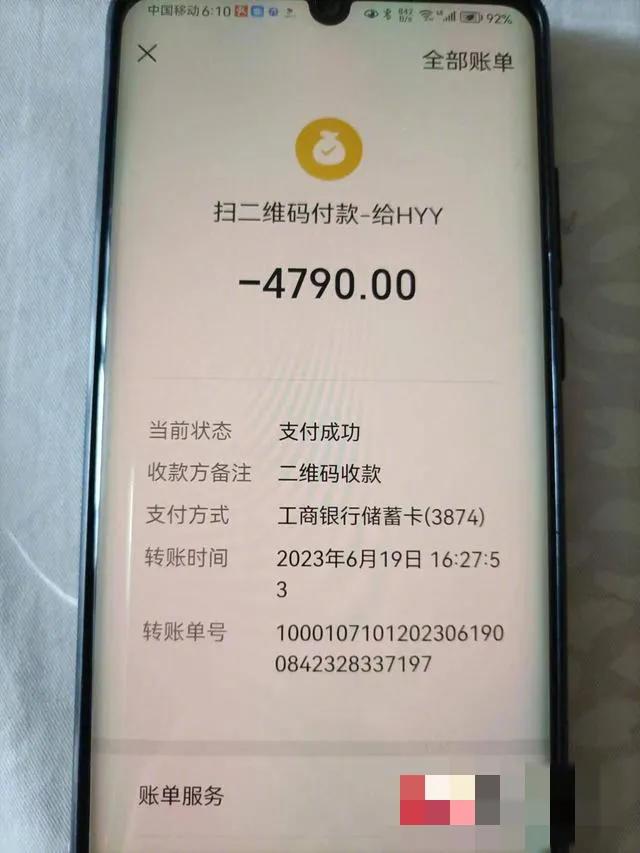 中国移动6:10
842 B/s
92%
全部账单
扫二维码付款-给HYY
-4790.00
当前状态 支付成功
收款方备注 二维码收款
支付方式 工商银行储蓄卡(3874)
转账时间 2023年6月19日 16:27:5
3
转账单号 1000107101202306190
0842328337197
账单服务